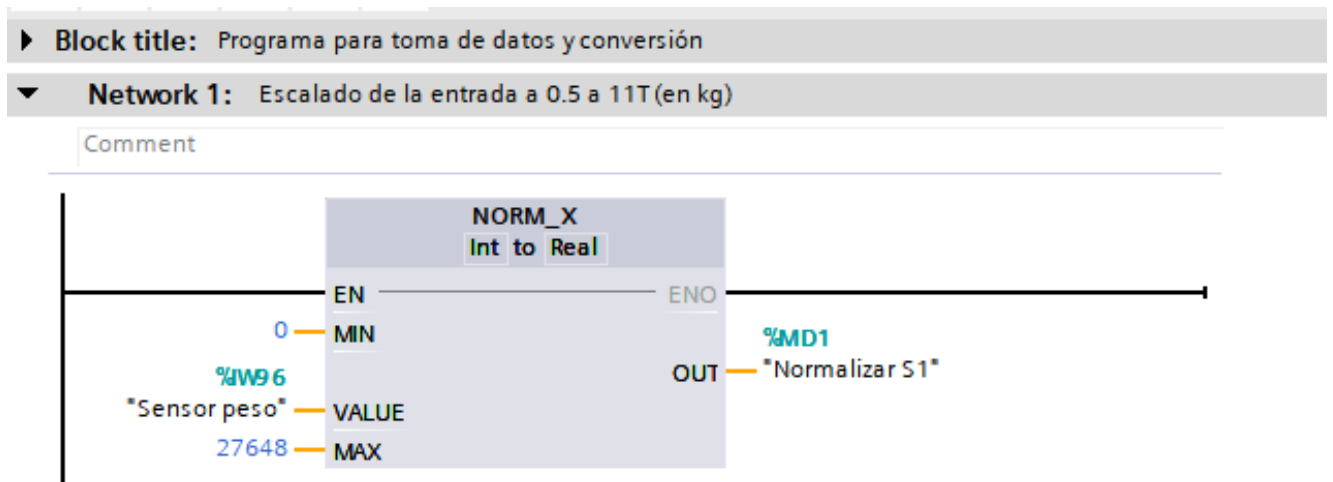 Block title: Programa para toma de datos y conversión
Network 1: Escalado de la entrada a 0.5 a 11T (en kg)
Comment
NORM_X
Int to Real
EN ENO
0 MIN
%MD1
%IW96
OUT "Normalizar S1"
"Sensor peso" VALUE
27648 MAX